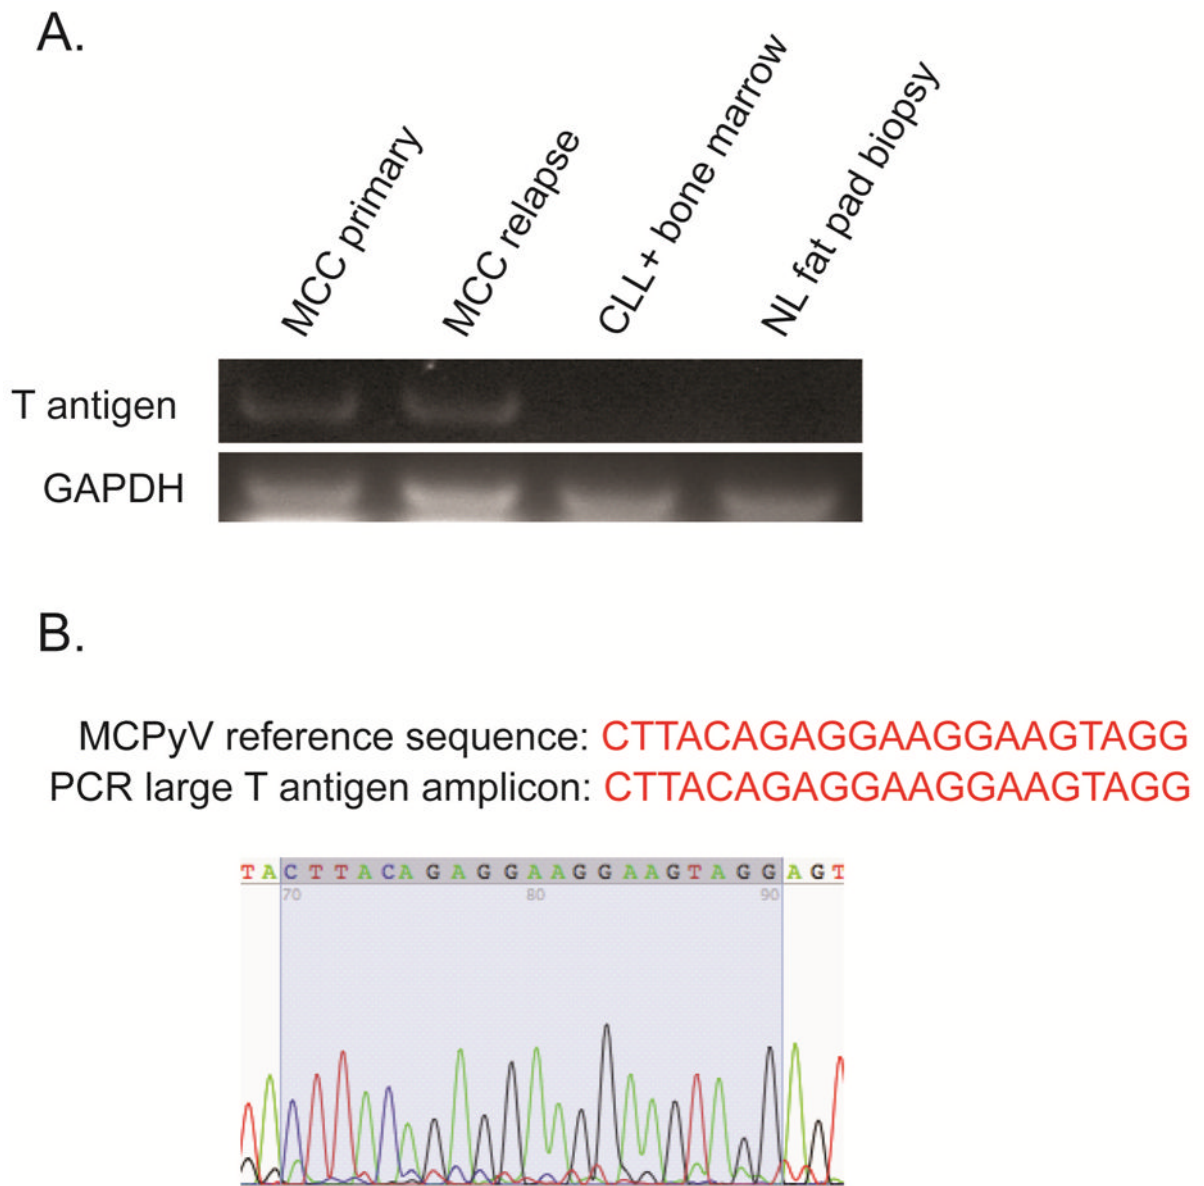 A.
MCC primary
MCC relapse
CLL+ bone marrow
NL fat pad biopsy
T antigen
GAPDH
B.
MCPyV reference sequence: CTTACAGAGGAAGGAAGTAGG
PCR large T antigen amplicon: CTTACAGAGGAAGGAAGTAGG
T A C T T A C A G A G G A A G G A A G T A G G A G T
70 80 90